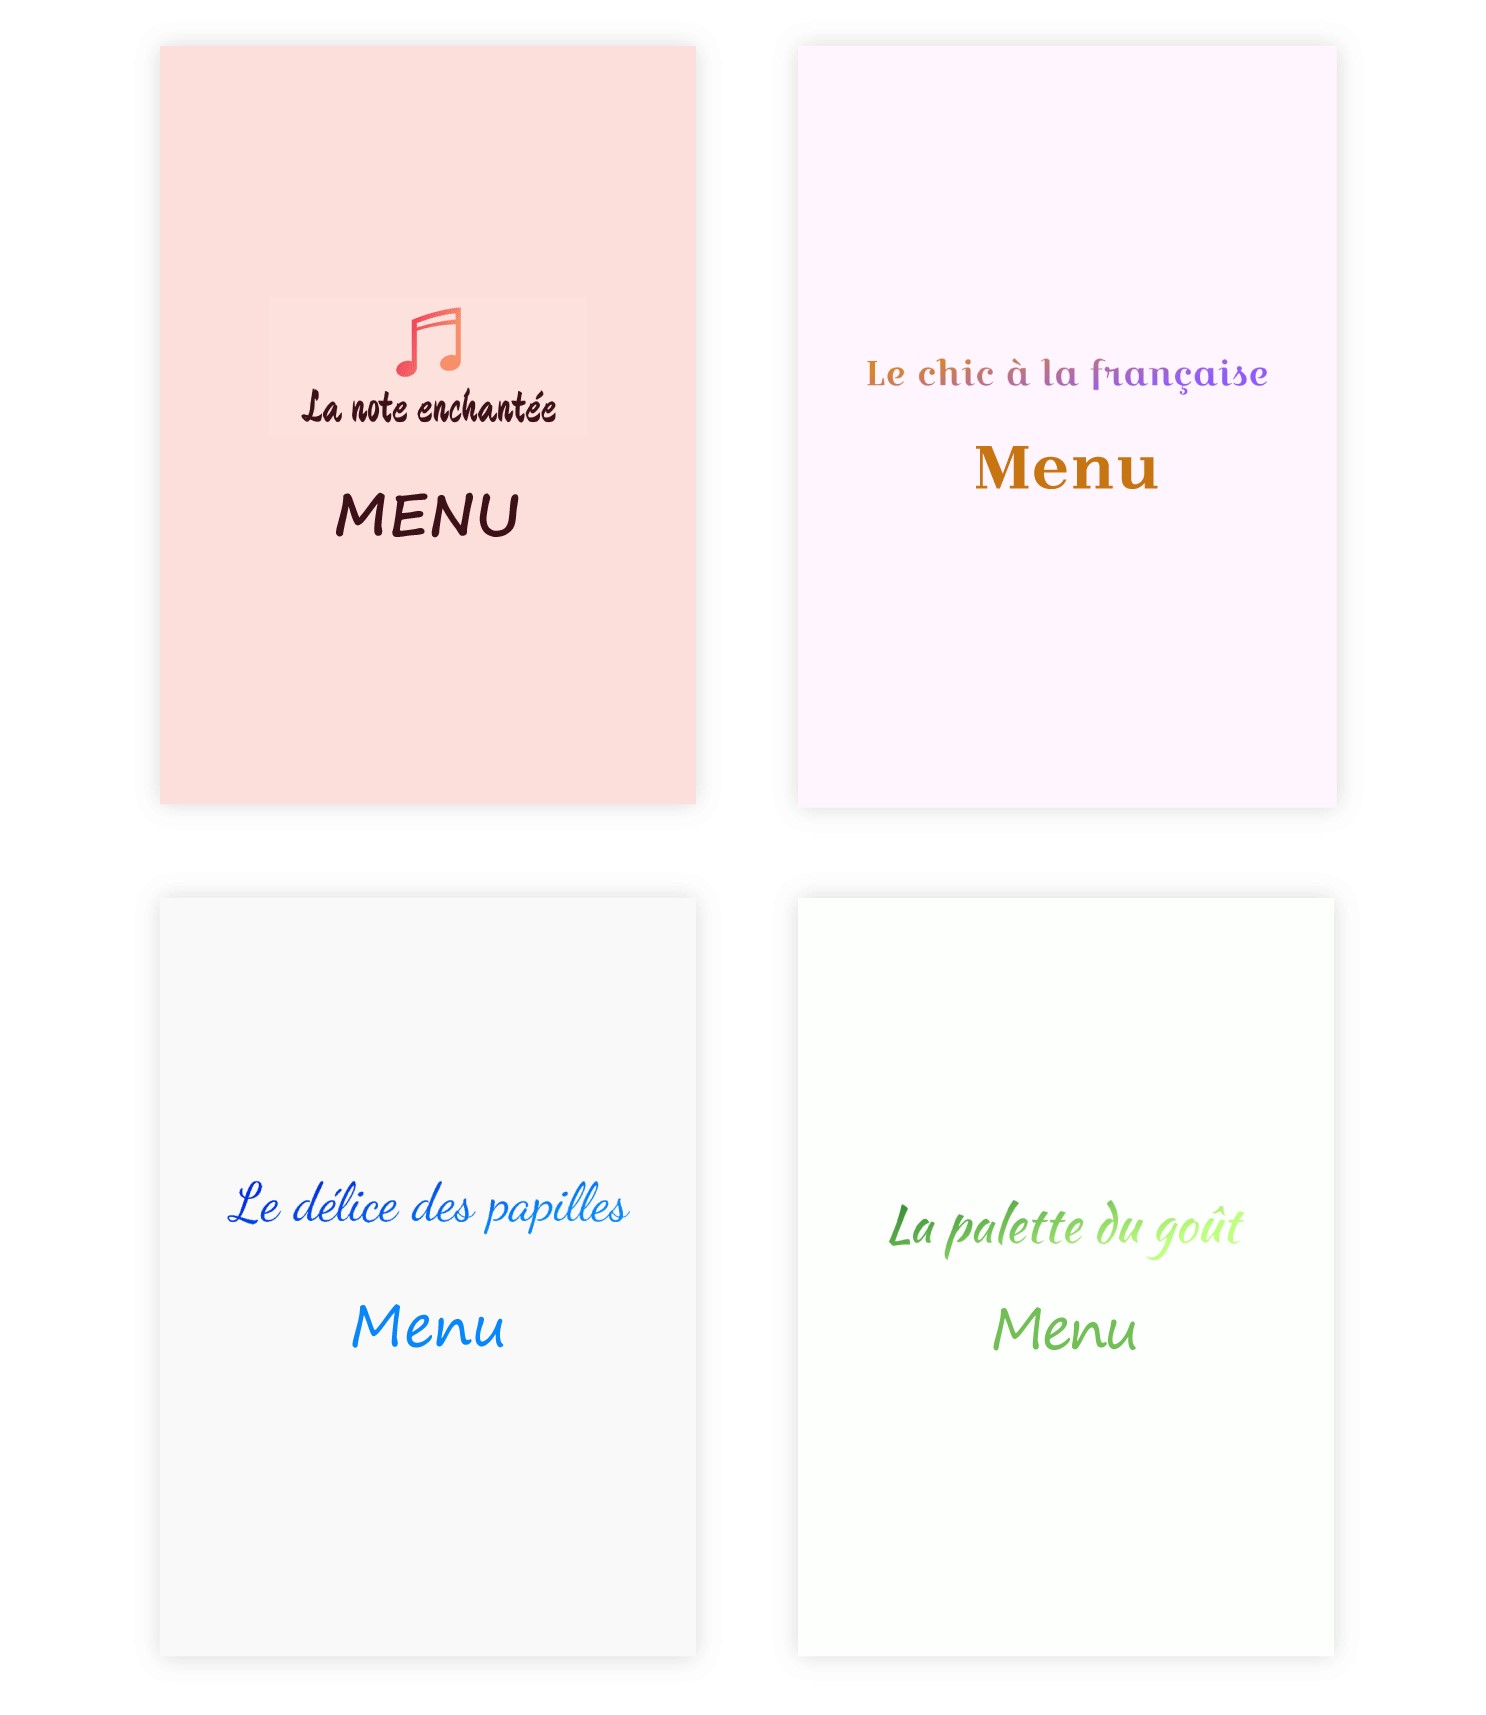 La note enchantée
MENU
Le chic à la française
Menu
Le délice des papilles
Menu
La palette du goût
Menu